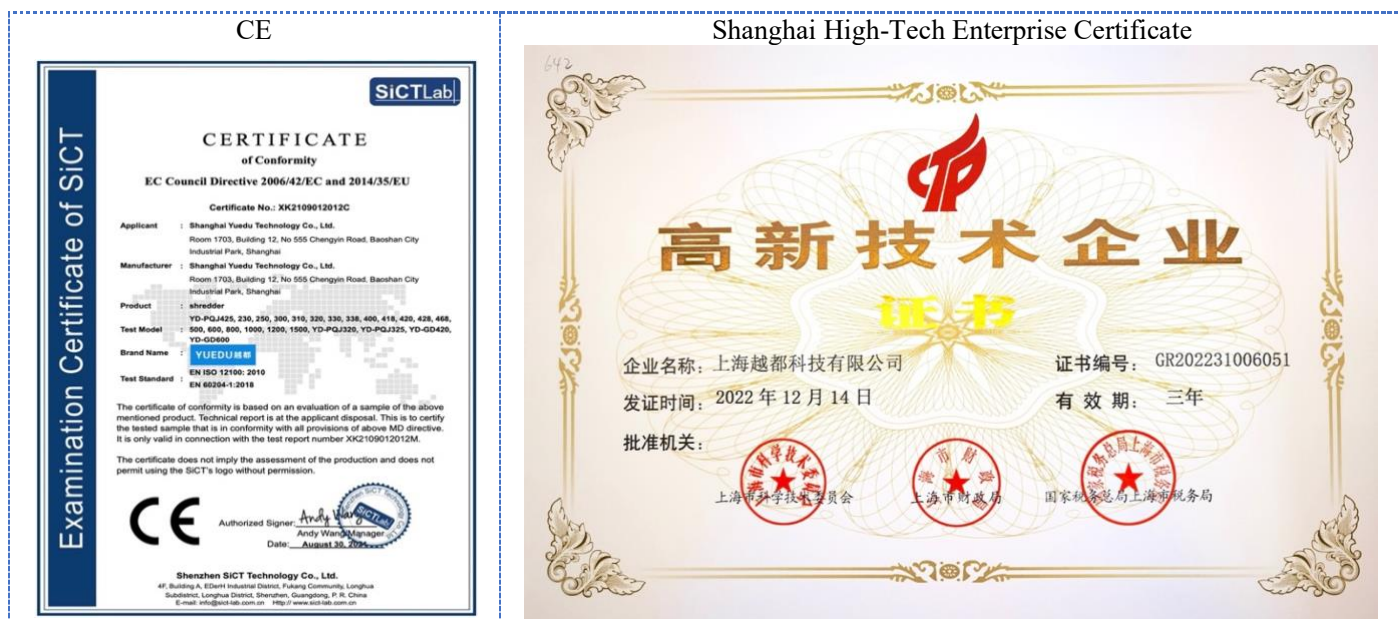 CE
Shanghai High-Tech Enterprise Certificate
Examination Certificate of SiCT
SiCTLab
CERTIFICATE
of Conformity
EC Council Directive 2006/42/EC and 2014/35/EU
Certificate No.: XK2109012012C
Applicant : Shanghai Yuedu Technology Co., Ltd.
Room 1703, Building 12, No 555 Chengyin Road, Baoshan City
Industrial Park, Shanghai
Manufacturer : Shanghai Yuedu Technology Co., Ltd.
Room 1703, Building 12, No 555 Chengyin Road, Baoshan City
Industrial Park, Shanghai
Product : shredder
YD-PQJ425, 230, 250, 300, 310, 320, 330, 338, 400, 418, 420, 428, 468,
Test Model : 500, 600, 800, 1000, 1200, 1500, YD-PQJ320, YD-PQJ325, YD-GD420,
YD-GD600
Brand Name : YUEDU越都
EN ISO 12100: 2010
Test Standard :
EN 60204-1:2018
The certificate of conformity is based on an evaluation of a sample of the above
mentioned product. Technical report is at the applicant disposal. This is to certify
the tested sample that is in conformity with all provisions of above MD directive.
It is only valid in connection with the test report number XK2109012012M.
The certificate does not imply the assessment of the production and does not
permit using the SiCT's logo without permission.
CE
Authorized Signer: Andy Wang
Andy Wang/Manager
Date: August 30,
SiCTLab
Shenzhen SiCT Technology Co., Ltd.
4F, Building A, EDerH Industrial District, Fukang Community, Longhua
Subdistrict, Longhua District, Shenzhen, Guangdong, P. R. China
E-mail: info@sict-lab.com.cn Http:// www.sict-lab.com.cn
642
高新技术企业
证书
企业名称：上海越都科技有限公司
证书编号：GR202231006051
发证时间：2022年12月14日
有效期：三年
批准机关：
上海市科学技术委员会
上海市财政局
国家税务总局上海市税务局